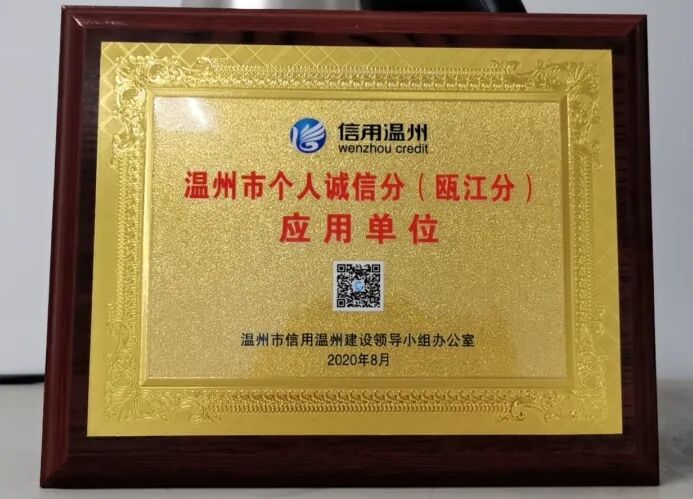 信用温州
wenzhou credit
温州市个人诚信分（瓯江分）
应用单位
温州市信用温州建设领导小组办公室
2020年8月